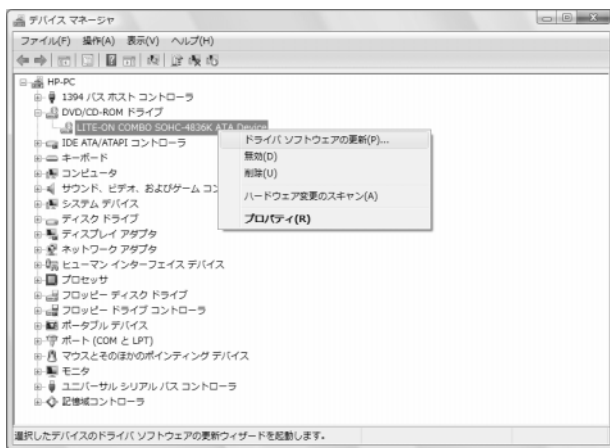 デバイス マネージャ
ファイル(F) 操作(A) 表示(V) ヘルプ(H)
HP-PC
1394 バス ホスト コントローラ
DVD/CD-ROM ドライブ
LITE-ON COMBO SOHC-4836K ATA Device
IDE ATA/ATAPI コントローラ
キーボード
コンピュータ
サウンド、ビデオ、およびゲーム コン
システム デバイス
ディスク ドライブ
ディスプレイ アダプタ
ネットワーク アダプタ
ヒューマン インターフェイス デバイス
プロセッサ
フロッピー ディスク ドライブ
フロッピー ドライブ コントローラ
ポータブル デバイス
ポート (COM と LPT)
マウスとそのほかのポインティング デバイス
モニタ
ユニバーサル シリアル バス コントローラ
記憶域コントローラ
ドライバ ソフトウェアの更新(P)...
無効(D)
削除(U)
ハードウェア変更のスキャン(A)
プロパティ(R)
選択したデバイスのドライバ ソフトウェアの更新ウィザードを起動します。